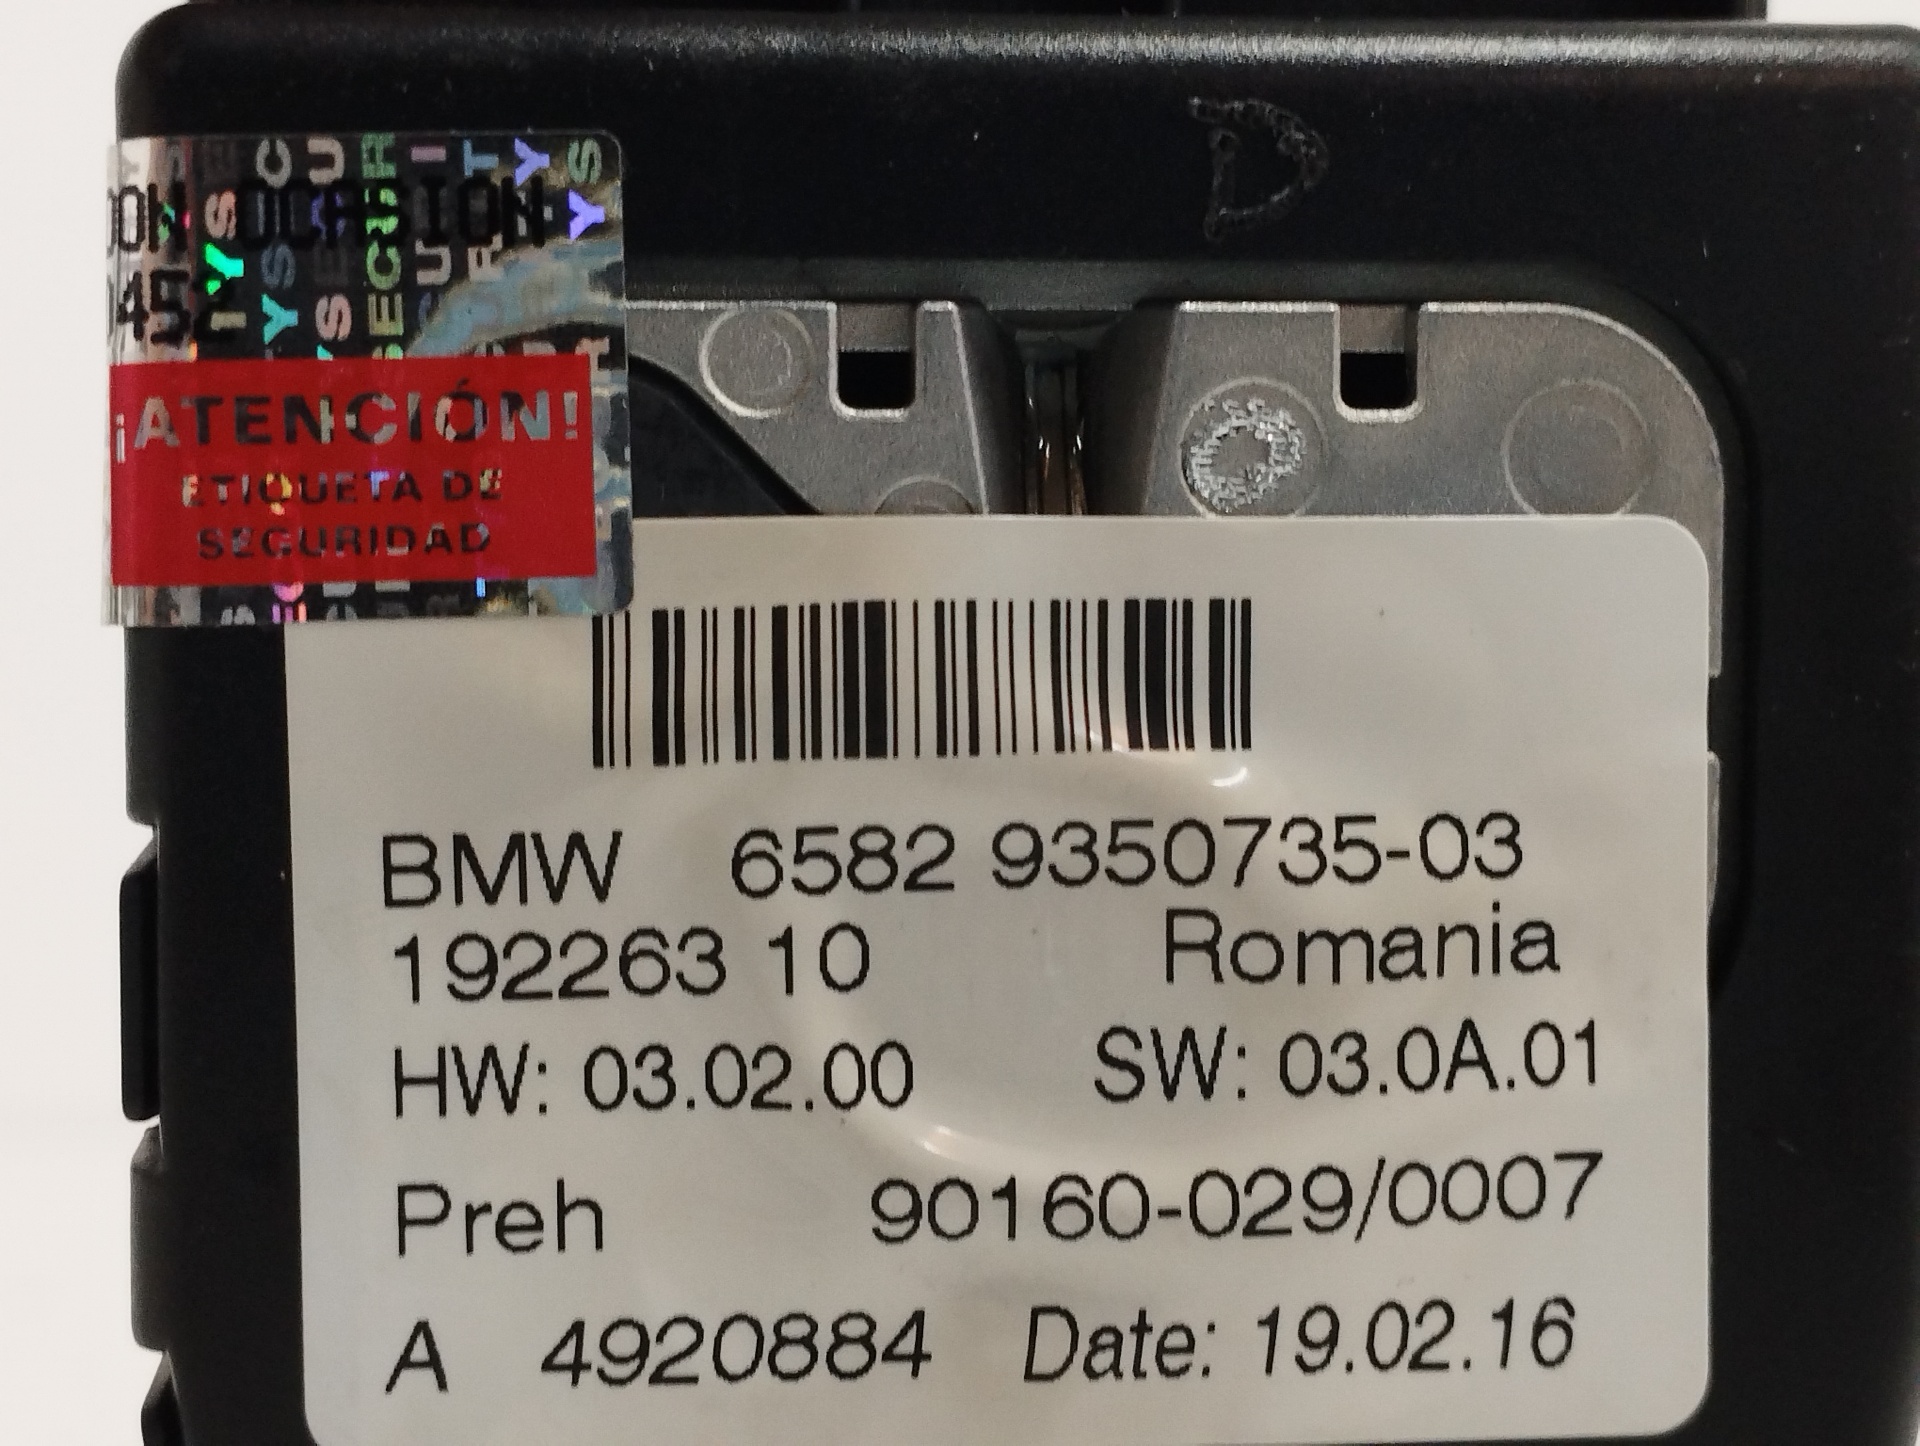 D
OCASION
¡ATENCIÓN!
ETIQUETA DE
SEGURIDAD
BMW 6582 9350735-03
192263 10 Romania
HW: 03.02.00 SW: 03.0A.01
Preh 90160-029/0007
A 4920884 Date: 19.02.16